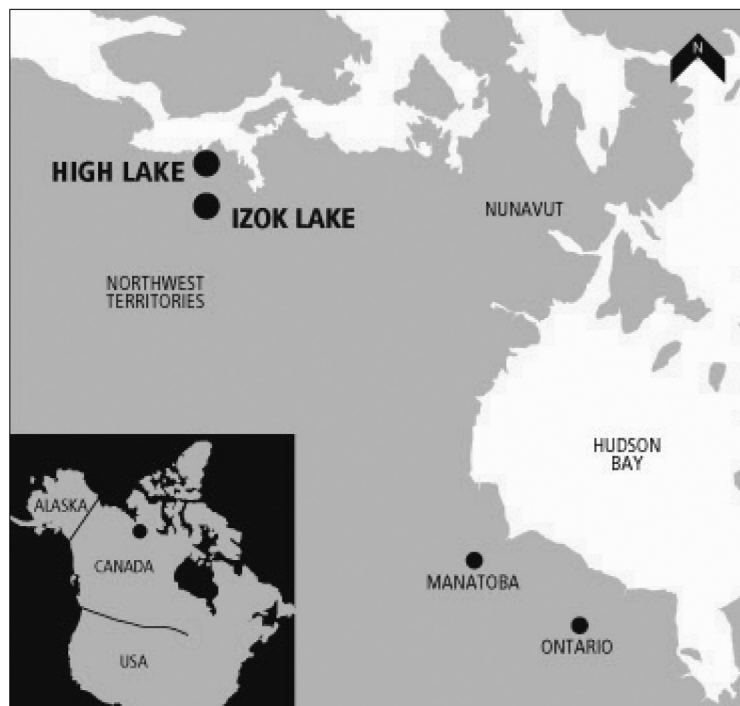 N
HIGH LAKE
IZOK LAKE
NUNAVUT
NORTHWEST
TERRITORIES
HUDSON
BAY
ALASKA
CANADA
MANATOBA
ONTARIO
USA